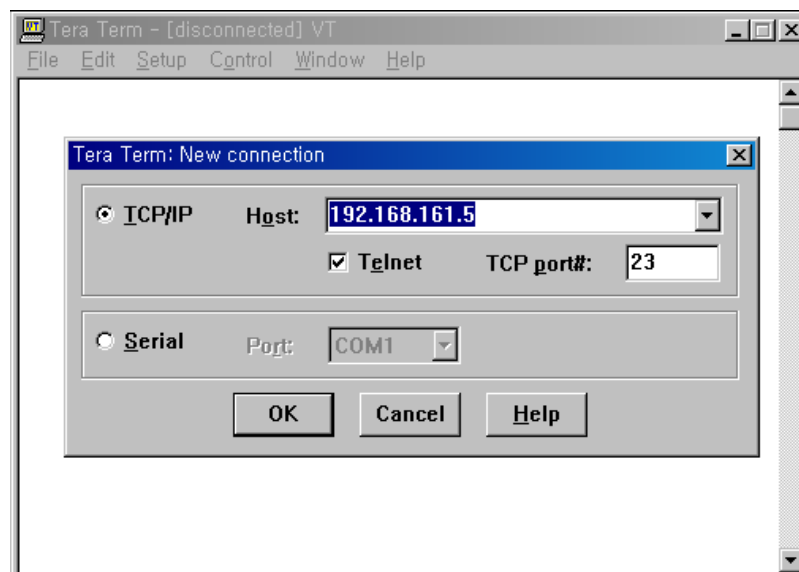 Tera Term - [disconnected] VT
File Edit Setup Control Window Help
Tera Term: New connection
TCP/IP Host: 192.168.161.5
Telnet TCP port#: 23
Serial Port: COM1
OK Cancel Help